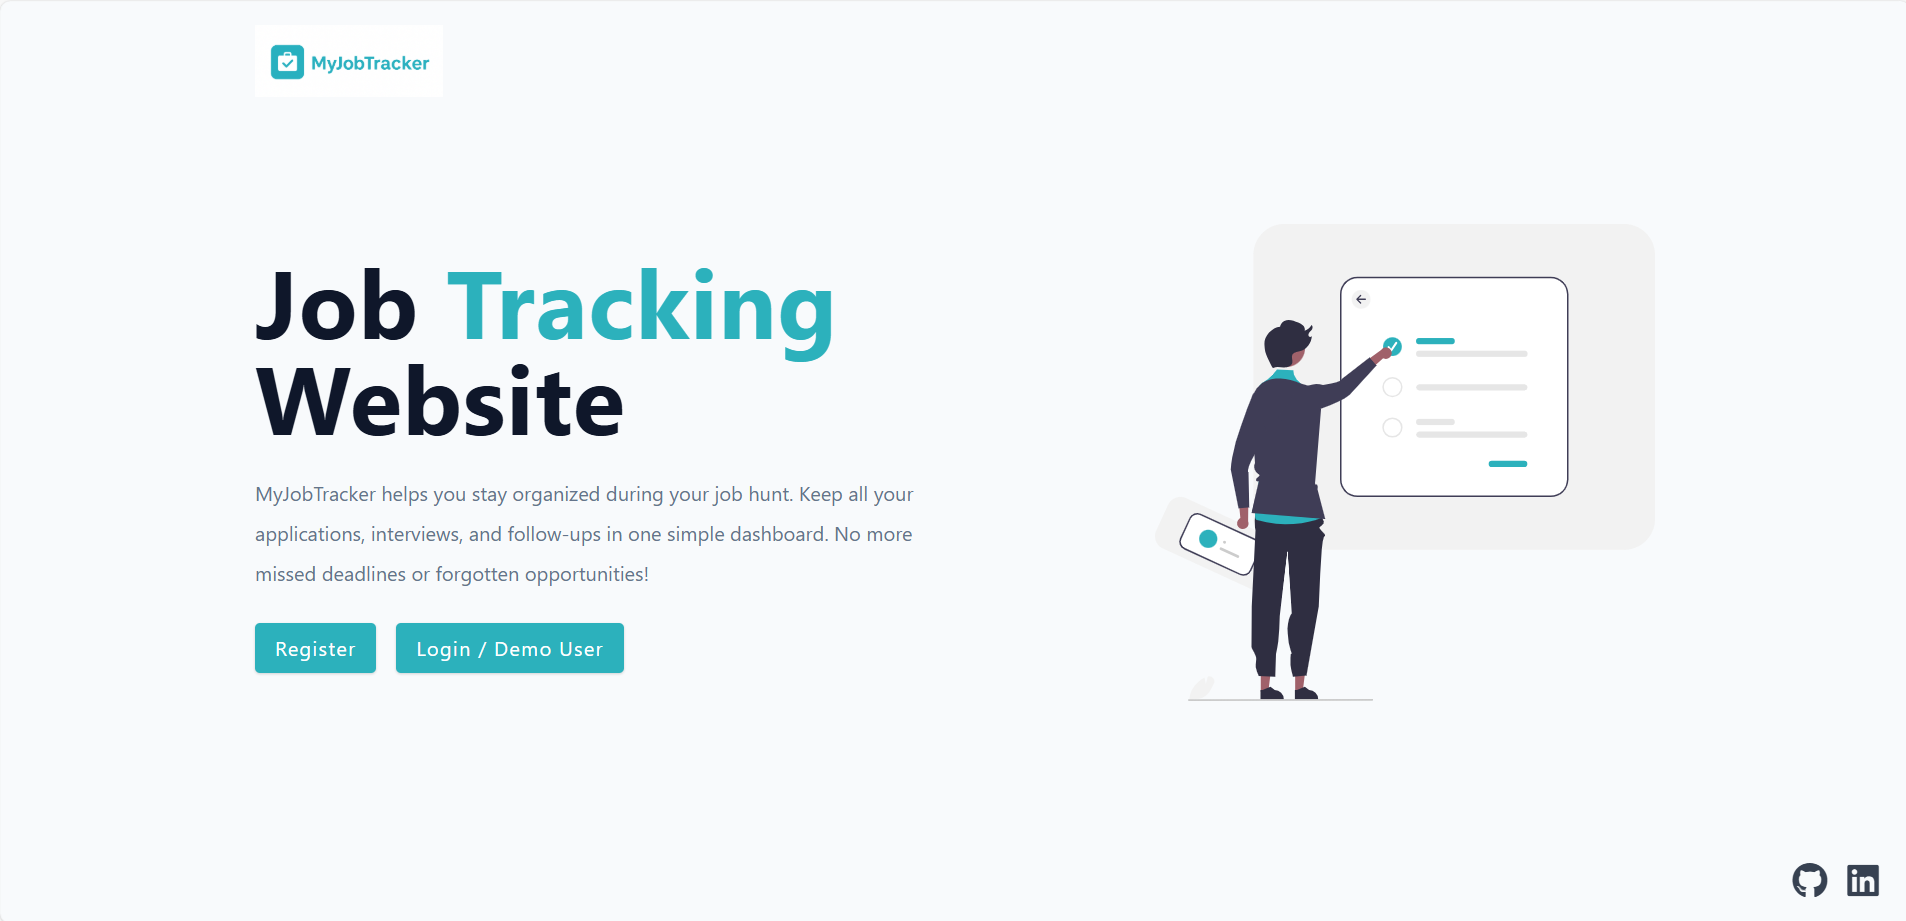 MyJobTracker
Job Tracking
Website
MyJobTracker helps you stay organized during your job hunt. Keep all your
applications, interviews, and follow-ups in one simple dashboard. No more
missed deadlines or forgotten opportunities!
Register
Login / Demo User
in